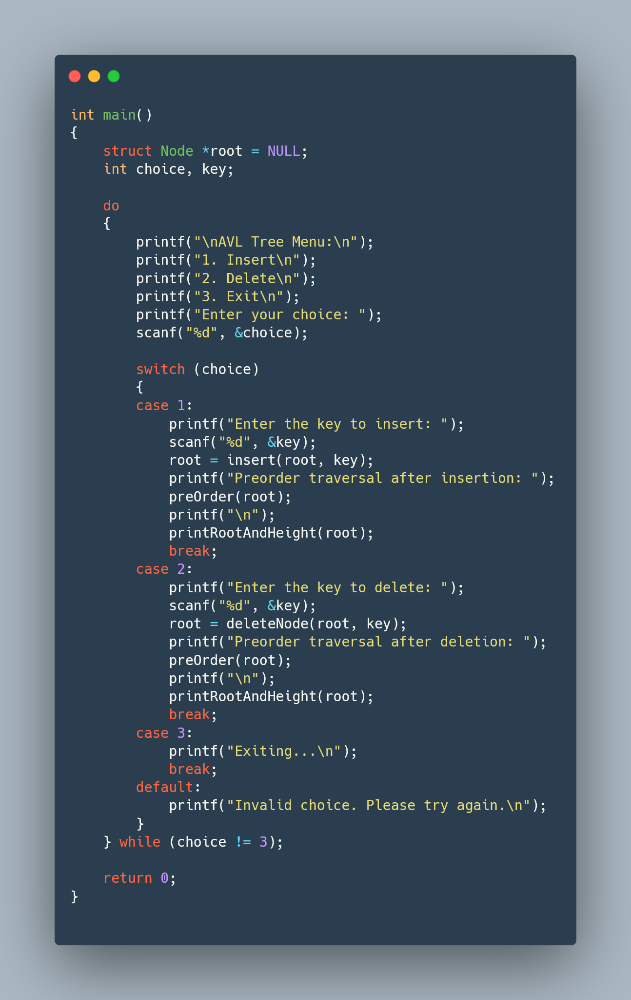 int main()
{
    struct Node *root = NULL;
    int choice, key;

    do
    {
        printf("\nAVL Tree Menu:\n");
        printf("1. Insert\n");
        printf("2. Delete\n");
        printf("3. Exit\n");
        printf("Enter your choice: ");
        scanf("%d", &choice);

        switch (choice)
        {
        case 1:
            printf("Enter the key to insert: ");
            scanf("%d", &key);
            root = insert(root, key);
            printf("Preorder traversal after insertion: ");
            preOrder(root);
            printf("\n");
            printRootAndHeight(root);
            break;
        case 2:
            printf("Enter the key to delete: ");
            scanf("%d", &key);
            root = deleteNode(root, key);
            printf("Preorder traversal after deletion: ");
            preOrder(root);
            printf("\n");
            printRootAndHeight(root);
            break;
        case 3:
            printf("Exiting...\n");
            break;
        default:
            printf("Invalid choice. Please try again.\n");
        }
    } while (choice != 3);

    return 0;
}